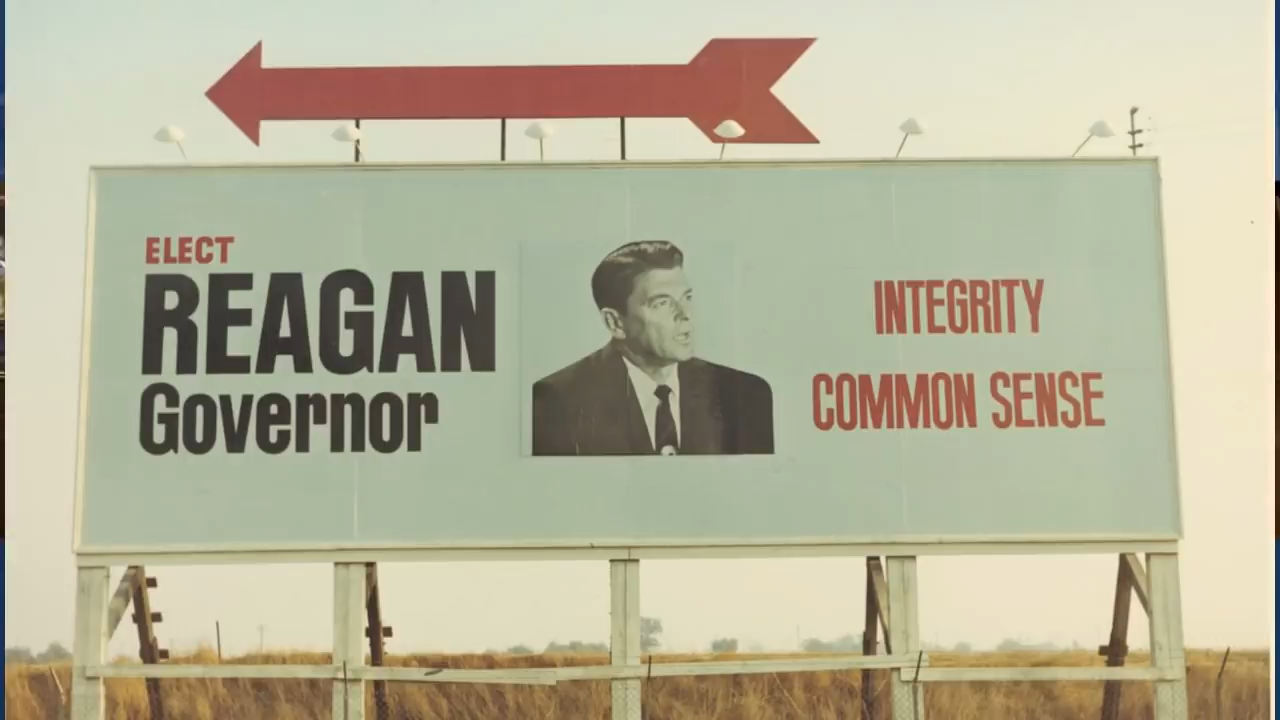 ELECT
REAGAN
Governor
INTEGRITY
COMMON SENSE